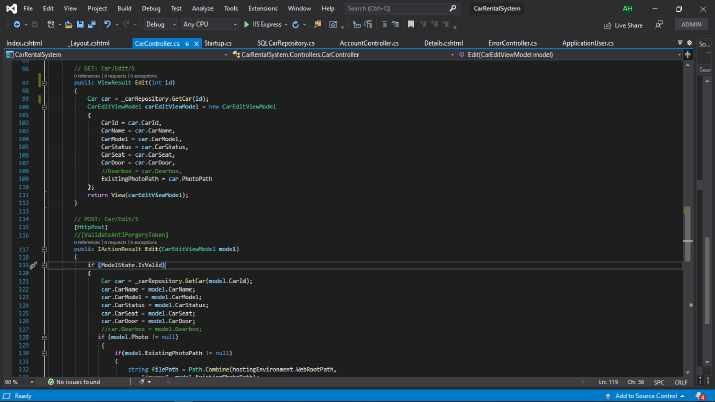 File Edit View Project Build Debug Test Analyze Tools Extensions Window Help Search (Ctrl+Q) CarRentalSystem AH
Debug Any CPU IIS Express Live Share ADMIN
Index.cshtml _Layout.cshtml CarController.cs Startup.cs SQLCarRepository.cs AccountController.cs Details.cshtml ErrorController.cs ApplicationUser.cs So...
CarRentalSystem CarRentalSystem.Controllers.CarController Edit(CarEditViewModel model)
96 // GET: Car/Edit/5
0 references | 0 requests | 0 exceptions
97 public ViewResult Edit(int id)
98 {
99 Car car = _carRepository.GetCar(id);
100 CarEditViewModel carEditViewModel = new CarEditViewModel
101 {
102 CarId = car.CarId,
103 CarName = car.CarName,
104 CarModel = car.CarModel,
105 CarStatus = car.CarStatus,
106 CarSeat = car.CarSeat,
107 CarDoor = car.CarDoor,
108 //Gearbox = car.Gearbox,
109 ExistingPhotoPath = car.PhotoPath
110 };
111 return View(carEditViewModel);
112 }
113
114 // POST: Car/Edit/5
115 [HttpPost]
116 //[ValidateAntiForgeryToken]
0 references | 0 requests | 0 exceptions
117 public IActionResult Edit(CarEditViewModel model)
118 {
119 if (ModelState.IsValid)
120 {
121 Car car = _carRepository.GetCar(model.CarId);
122 car.CarName = model.CarName;
123 car.CarModel = model.CarModel;
124 car.CarStatus = model.CarStatus;
125 car.CarSeat = model.CarSeat;
126 car.CarDoor = model.CarDoor;
127 //car.Gearbox = model.Gearbox;
128 if (model.Photo != null)
129 {
130 if(model.ExistingPhotoPath != null)
131 {
132 string filePath = Path.Combine(hostingEnvironment.WebRootPath,
90 % No issues found Ln: 119 Ch: 36 SPC CRLF
Ready Add to Source Control